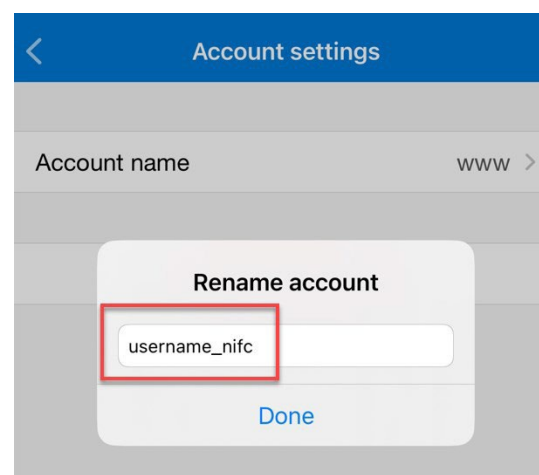 Account settings
Account name www
Rename account
username_nifc
Done